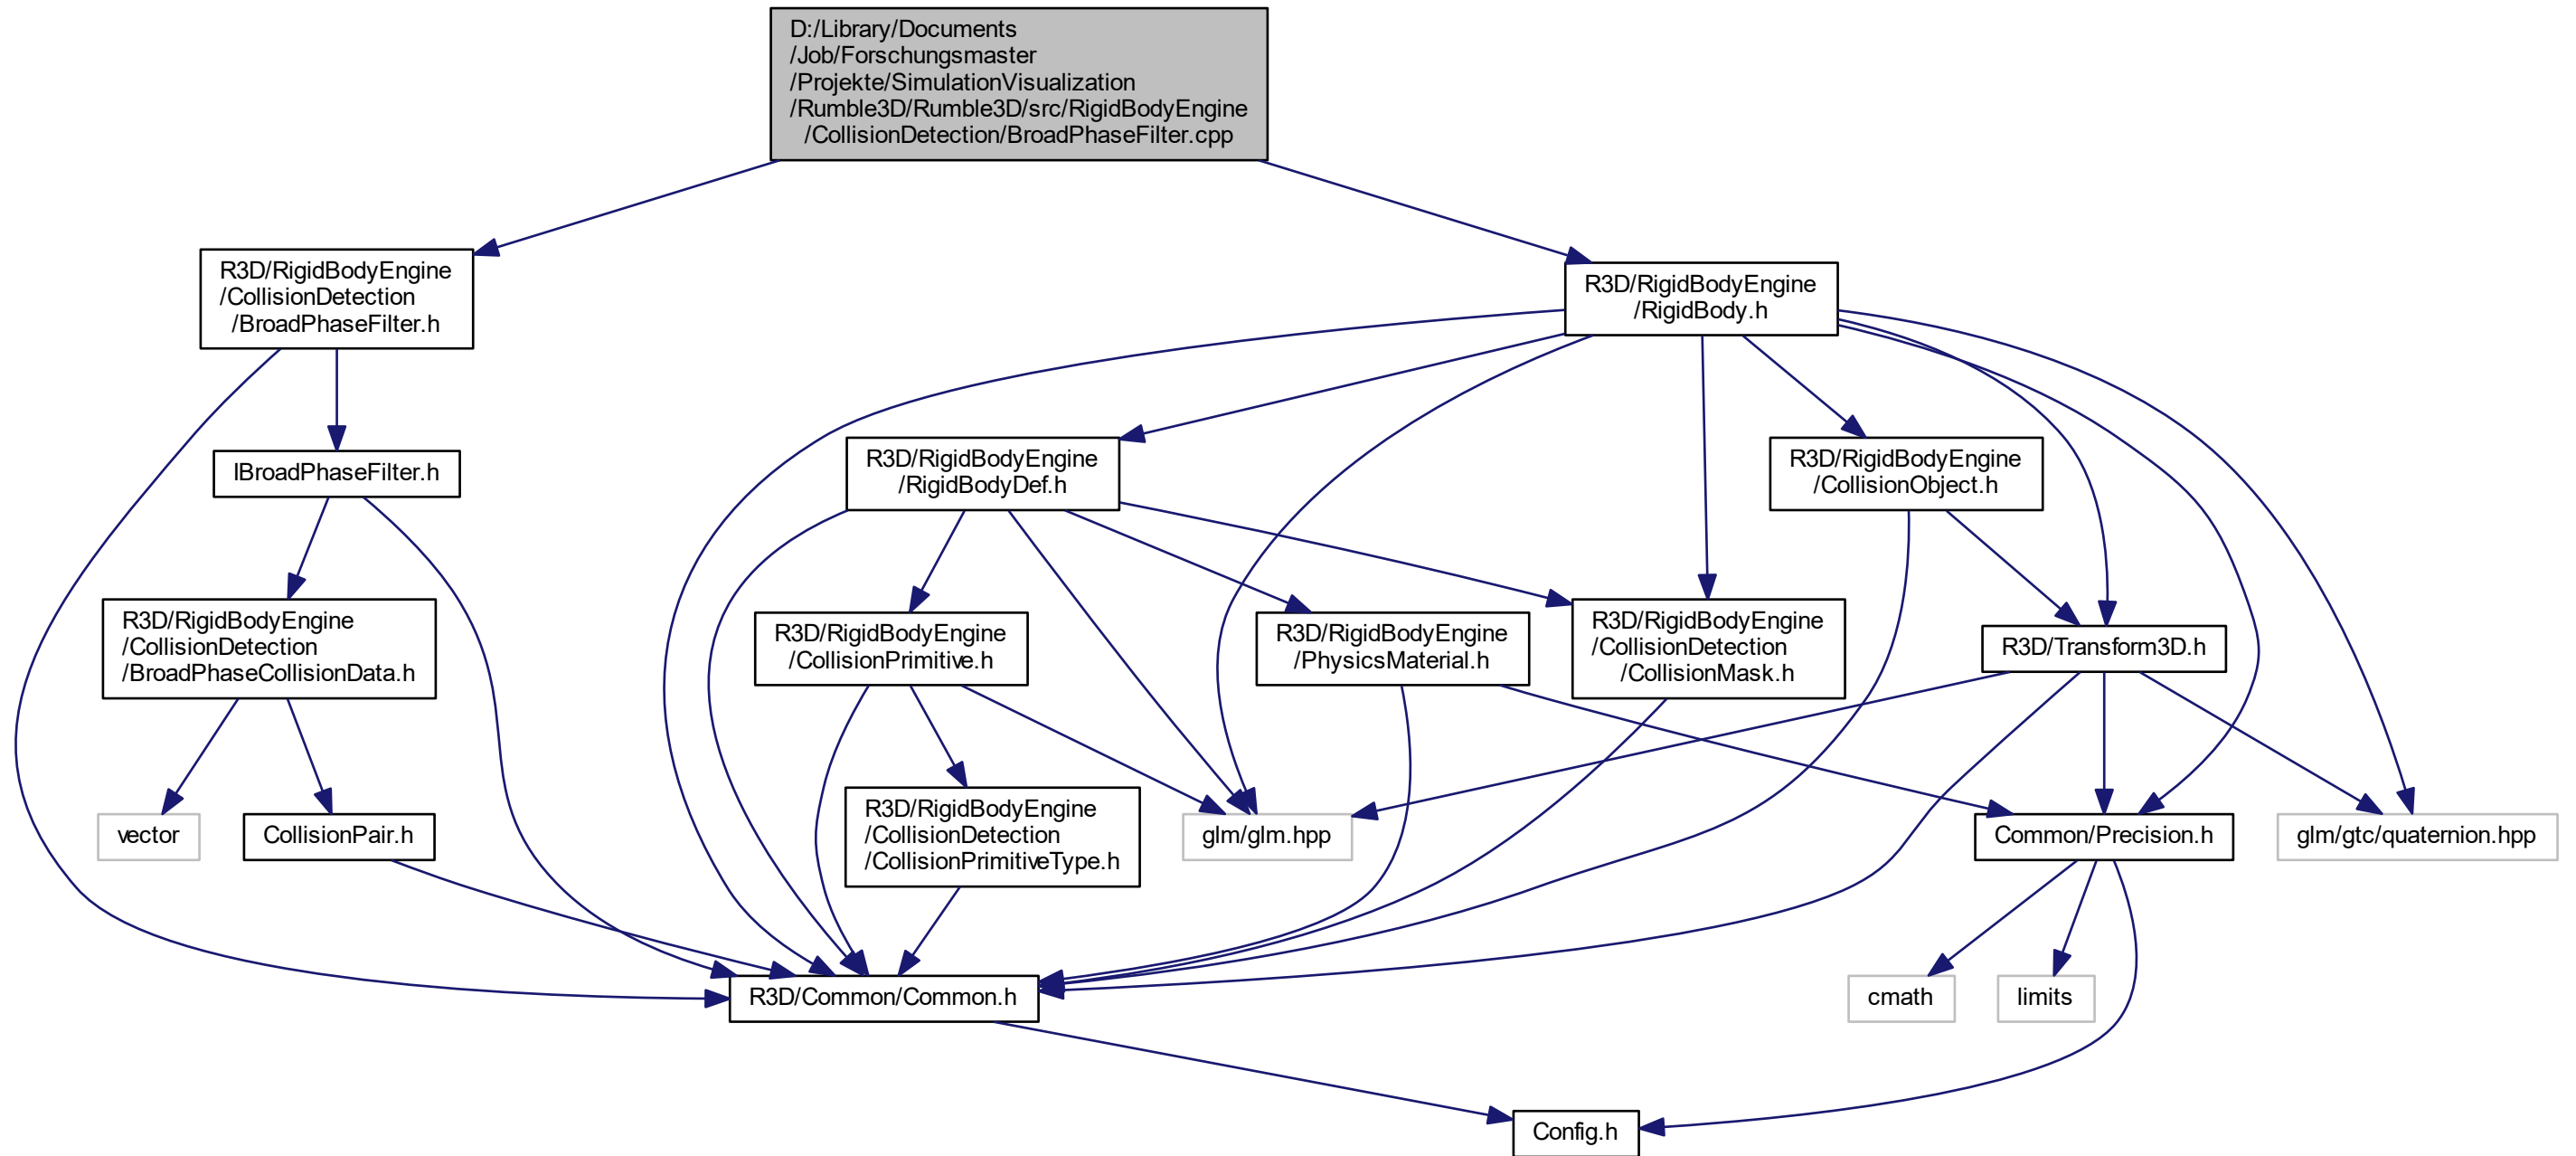 D:/Library/Documents
/Job/Forschungsmaster
/Projekte/SimulationVisualization
/Rumble3D/Rumble3D/src/RigidBodyEngine
/CollisionDetection/BroadPhaseFilter.cpp
R3D/RigidBodyEngine
/CollisionDetection
/BroadPhaseFilter.h
R3D/RigidBodyEngine
/RigidBody.h
IBroadPhaseFilter.h
R3D/RigidBodyEngine
/RigidBodyDef.h
R3D/RigidBodyEngine
/CollisionObject.h
R3D/RigidBodyEngine
/CollisionDetection
/BroadPhaseCollisionData.h
R3D/RigidBodyEngine
/CollisionPrimitive.h
R3D/RigidBodyEngine
/PhysicsMaterial.h
R3D/RigidBodyEngine
/CollisionDetection
/CollisionMask.h
R3D/Transform3D.h
vector
CollisionPair.h
R3D/RigidBodyEngine
/CollisionDetection
/CollisionPrimitiveType.h
glm/glm.hpp
Common/Precision.h
glm/gtc/quaternion.hpp
R3D/Common/Common.h
cmath
limits
Config.h